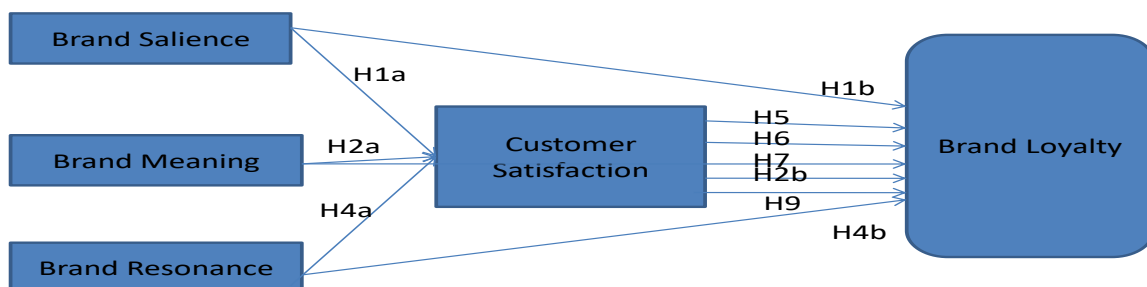 Brand Salience
H1a
H1b
H5
Customer
Satisfaction
H6
Brand Meaning
H2a
H7
Brand Loyalty
H2b
H4a
H9
H4b
Brand Resonance